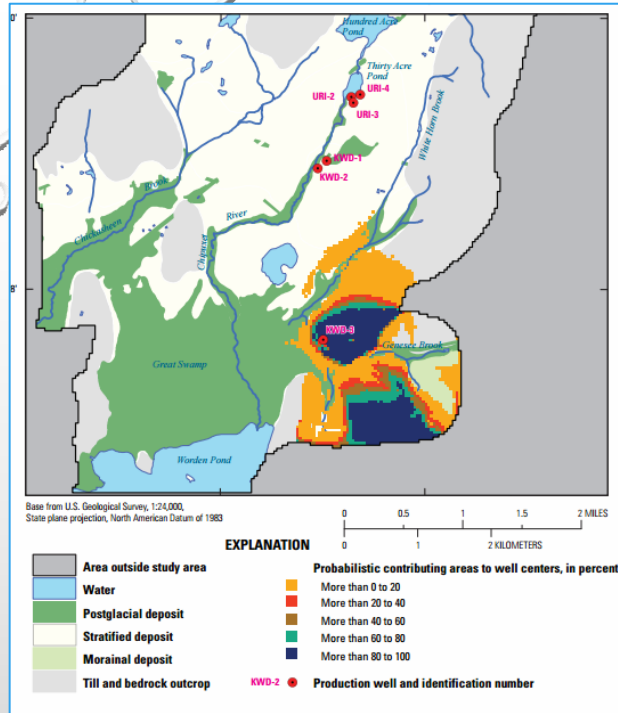 0'
Hundred Acre
Pond
Thirty Acre
Pond
URI-4
URI-2
URI-3
White Horn Brook
KWD-1
KWD-2
Chickasheen Brook
River
Chipuxet
8'
KWD-3
Genesee Brook
Great Swamp
Worden Pond
Base from U.S. Geological Survey, 1:24,000,
State plane projection, North American Datum of 1983
0 0.5 1 1.5 2 MILES
0 1 2 KILOMETERS
EXPLANATION
Area outside study area
Water
Postglacial deposit
Stratified deposit
Morainal deposit
Till and bedrock outcrop
Probabilistic contributing areas to well centers, in percent
More than 0 to 20
More than 20 to 40
More than 40 to 60
More than 60 to 80
More than 80 to 100
KWD-2 Production well and identification number